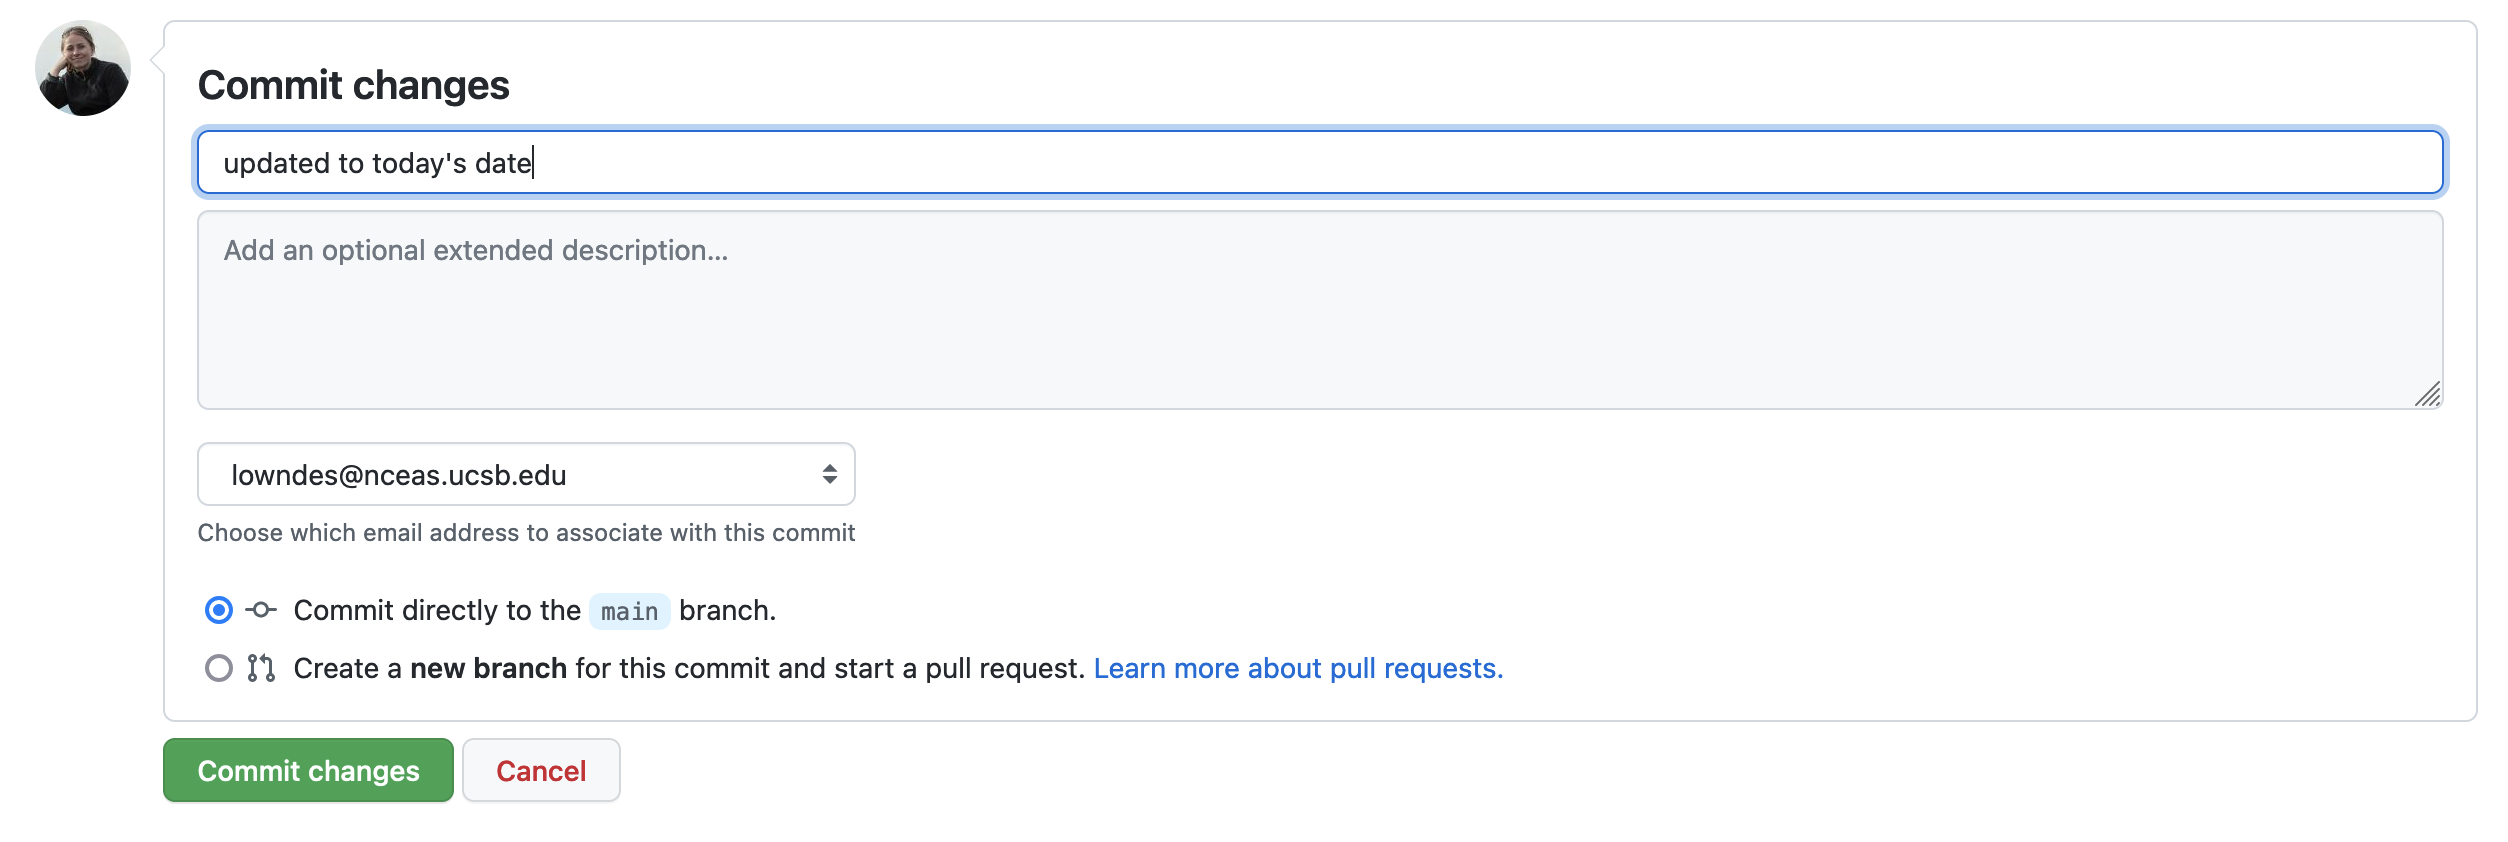 Commit changes
updated to today's date
Add an optional extended description...
lowndes@nceas.ucsb.edu
Choose which email address to associate with this commit
Commit directly to the main branch.
Create a new branch for this commit and start a pull request. Learn more about pull requests.
Commit changes Cancel